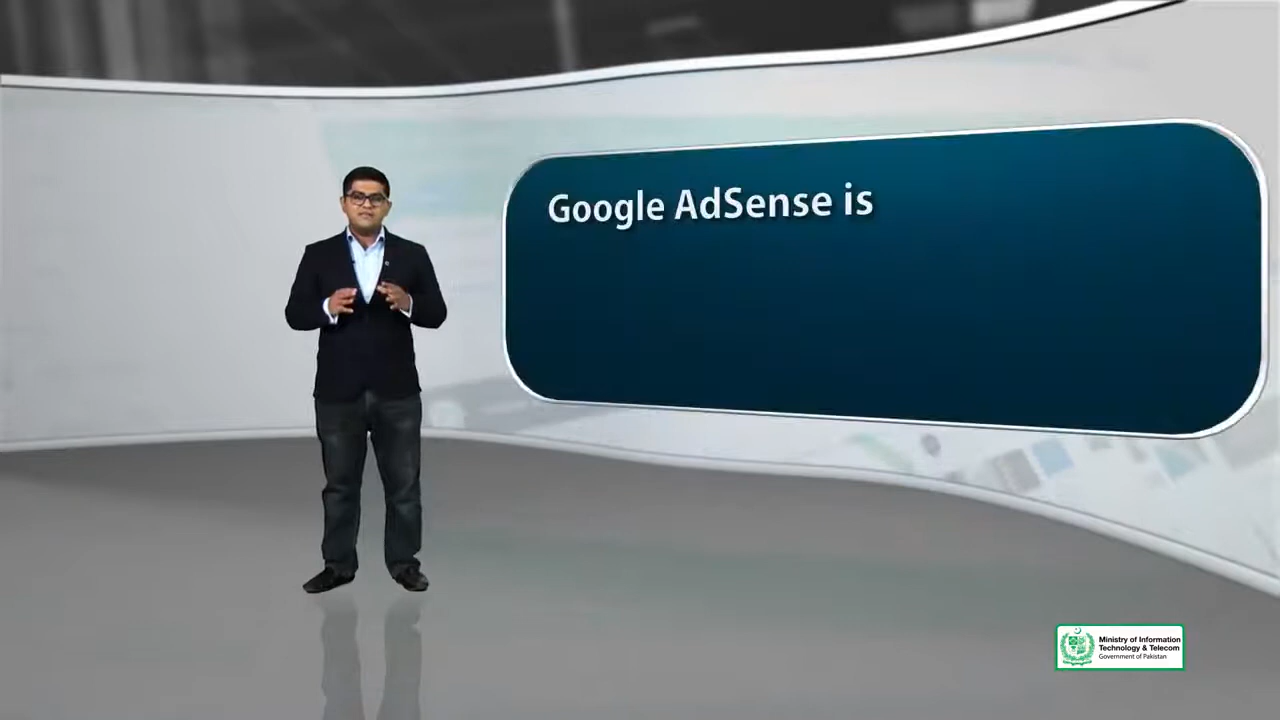 Google AdSense is
Ministry of Information
Technology & Telecom
Government of Pakistan